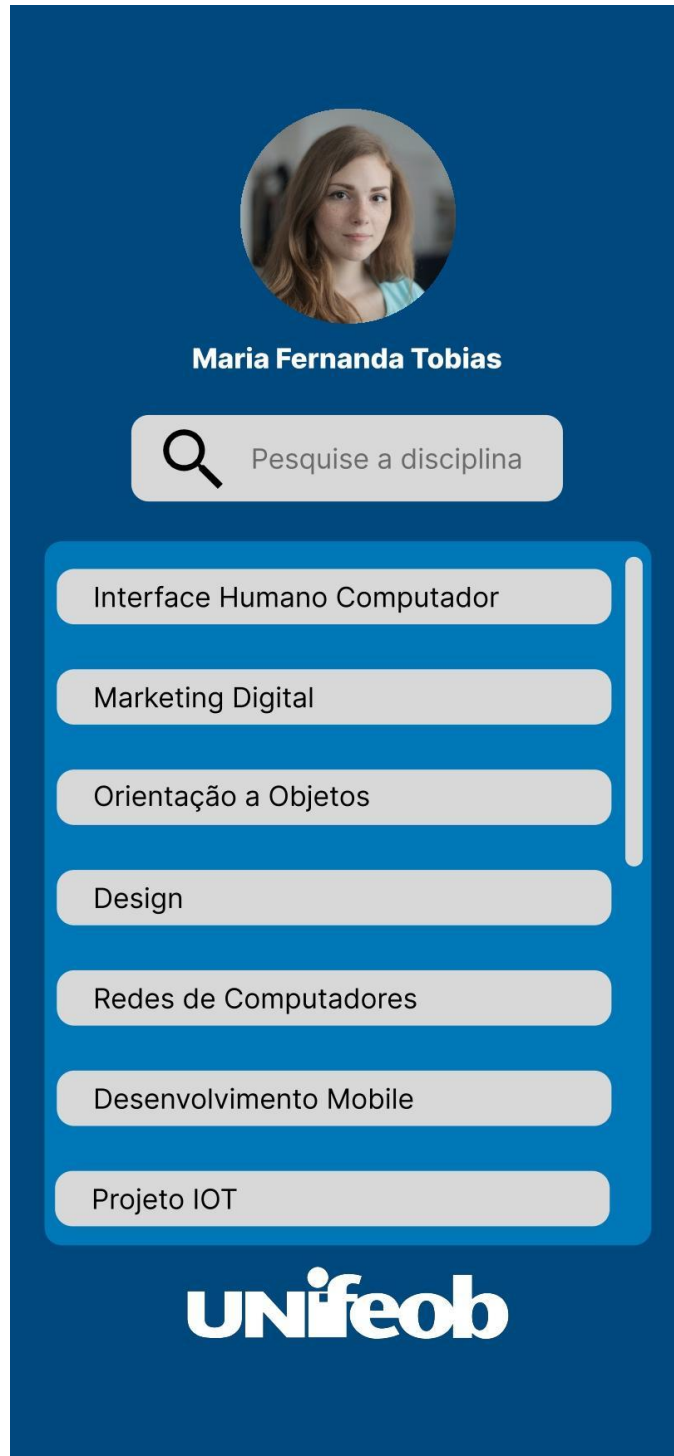 Maria Fernanda Tobias
Pesquise a disciplina
Interface Humano Computador
Marketing Digital
Orientação a Objetos
Design
Redes de Computadores
Desenvolvimento Mobile
Projeto IOT
UNifeob